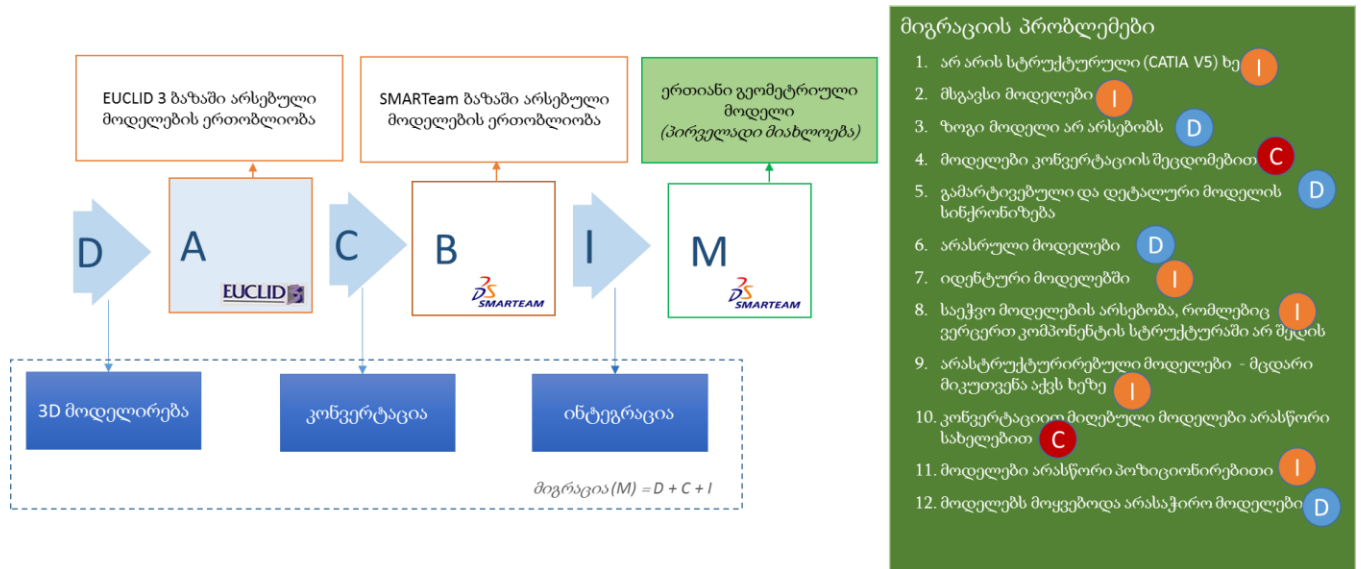 EUCLID 3 ბაზაში არსებული
მოდელების ერთობლიობა
SMARTeam ბაზაში არსებული
მოდელების ერთობლიობა
ერთიანი გეომეტრიული
მოდელი
(პირველადი მიახლოება)
D
A
EUCLID 3
C
B
SMARTEAM
I
M
SMARTEAM
3D მოდელირება
კონვერტაცია
ინტეგრაცია
მიგრაცია (M) = D + C + I
მიგრაციის პრობლემები
1. არ არის სტრუქტურული (CATIA V5) ხე I
2. მსგავსი მოდელები I
3. ზოგი მოდელი არ არსებობს D
4. მოდელები კონვერტაციის შეცდომებით C
5. გამარტივებული და დეტალური მოდელის D
სინქრონიზება
6. არასრული მოდელები D
7. იდენტური მოდელებში I
8. საეჭვო მოდელების არსებობა, რომლებიც I
ვერცერთ კომპონენტის სტრუქტურაში არ შედის
9. არასტრუქტურირებული მოდელები - მცდარი
მიკუთვნა აქვს ხეზე I
10. კონვერტაციით მიღებული მოდელები არასწორი
სახელებით C
11. მოდელები არასწორი პოზიციონირებითი I
12. მოდელებს მოყვებოდა არასაჭირო მოდელები D